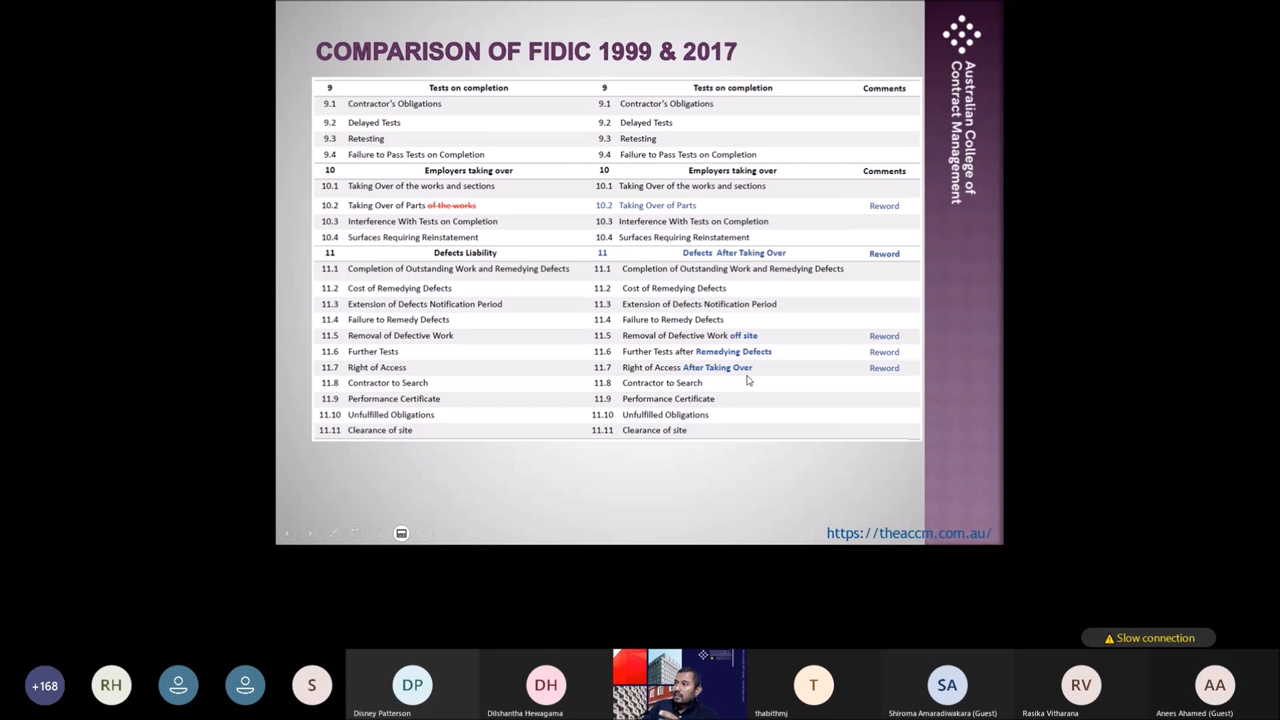 COMPARISON OF FIDIC 1999 & 2017
Australian College of
Contract Management
9 Tests on completion 9 Tests on completion Comments
9.1 Contractor's Obligations 9.1 Contractor's Obligations
9.2 Delayed Tests 9.2 Delayed Tests
9.3 Retesting 9.3 Retesting
9.4 Failure to Pass Tests on Completion 9.4 Failure to Pass Tests on Completion
10 Employers taking over 10 Employers taking over Comments
10.1 Taking Over of the works and sections 10.1 Taking Over of the works and sections
10.2 Taking Over of Parts of the works 10.2 Taking Over of Parts Reword
10.3 Interference With Tests on Completion 10.3 Interference With Tests on Completion
10.4 Surfaces Requiring Reinstatement 10.4 Surfaces Requiring Reinstatement
11 Defects Liability 11 Defects After Taking Over Reword
11.1 Completion of Outstanding Work and Remedying Defects 11.1 Completion of Outstanding Work and Remedying Defects
11.2 Cost of Remedying Defects 11.2 Cost of Remedying Defects
11.3 Extension of Defects Notification Period 11.3 Extension of Defects Notification Period
11.4 Failure to Remedy Defects 11.4 Failure to Remedy Defects
11.5 Removal of Defective Work 11.5 Removal of Defective Work off site Reword
11.6 Further Tests 11.6 Further Tests after Remedying Defects Reword
11.7 Right of Access 11.7 Right of Access After Taking Over Reword
11.8 Contractor to Search 11.8 Contractor to Search
11.9 Performance Certificate 11.9 Performance Certificate
11.10 Unfulfilled Obligations 11.10 Unfulfilled Obligations
11.11 Clearance of site 11.11 Clearance of site
https://theaccm.com.au/
Slow connection
+168 RH S DP DH T SA RV AA
Disney Patterson Dilshantha Hewagama thabithmj Shiroma Amaradiwakara (Guest) Rasika Vitharana Anees Ahamed (Guest)